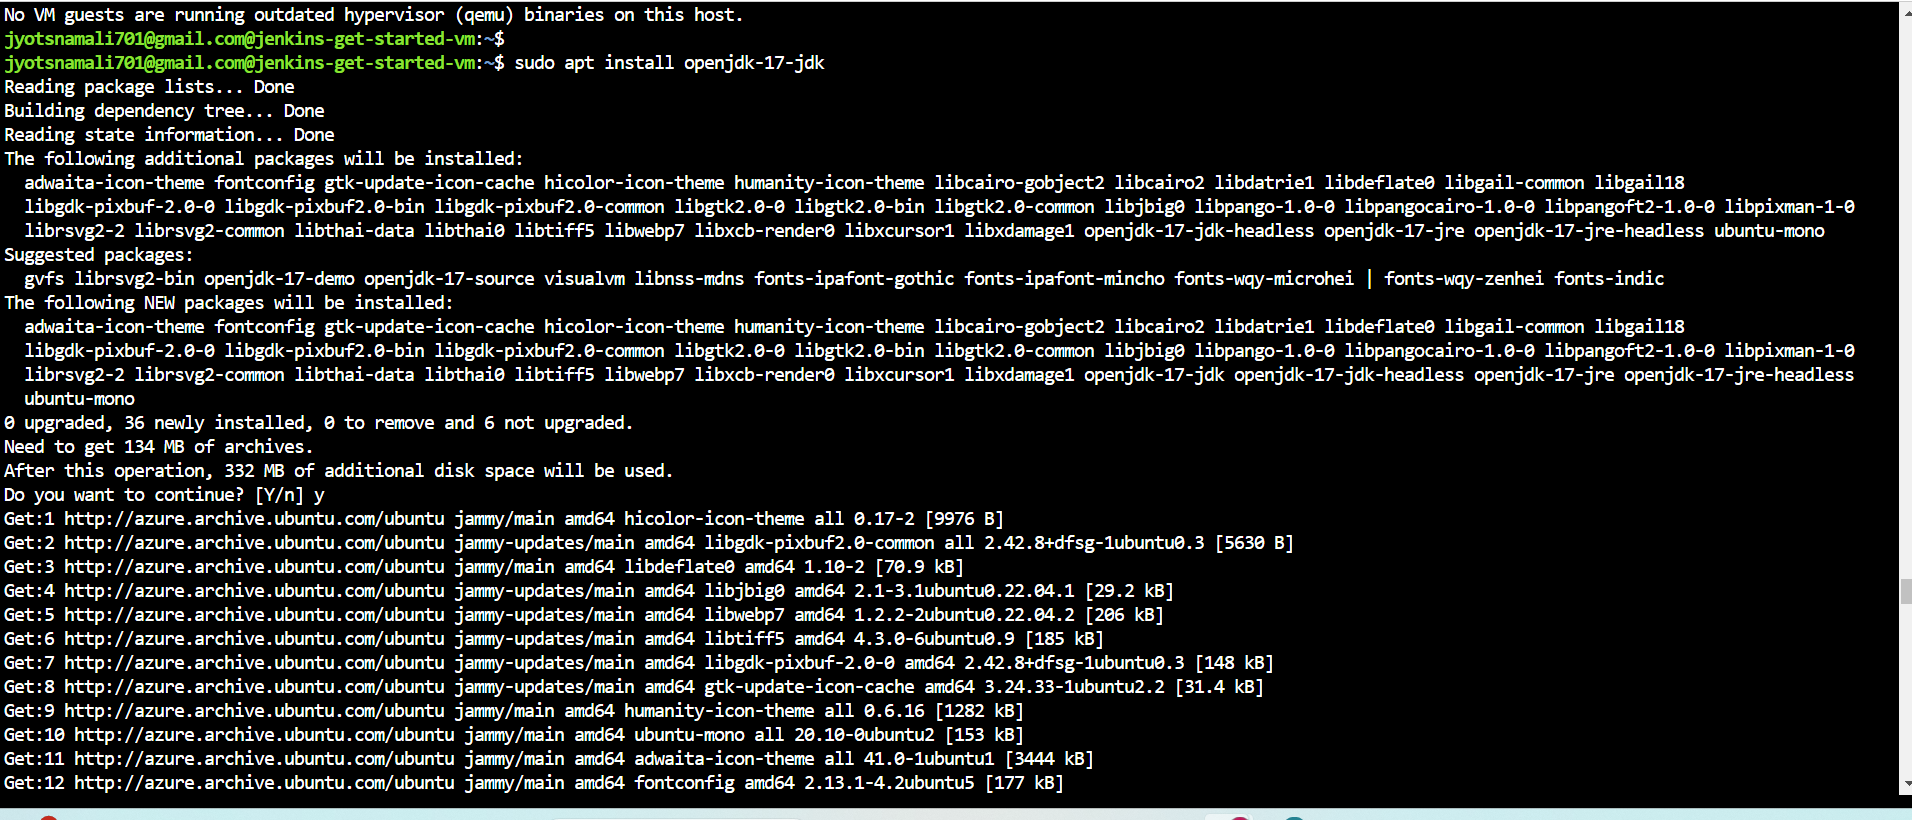 No VM guests are running outdated hypervisor (qemu) binaries on this host.
jyotsnamali701@gmail.com@jenkins-get-started-vm:~$
jyotsnamali701@gmail.com@jenkins-get-started-vm:~$ sudo apt install openjdk-17-jdk
Reading package lists... Done
Building dependency tree... Done
Reading state information... Done
The following additional packages will be installed:
  adwaita-icon-theme fontconfig gtk-update-icon-cache hicolor-icon-theme humanity-icon-theme libcairo-gobject2 libcairo2 libdatrie1 libdeflate0 libgail-common libgail18
  libgdk-pixbuf-2.0-0 libgdk-pixbuf2.0-bin libgdk-pixbuf2.0-common libgtk2.0-0 libgtk2.0-bin libgtk2.0-common libjbig0 libpango-1.0-0 libpangocairo-1.0-0 libpangoft2-1.0-0 libpixman-1-0
  librsvg2-2 librsvg2-common libthai-data libthai0 libtiff5 libwebp7 libxcb-render0 libxcursor1 libxdamage1 openjdk-17-jdk-headless openjdk-17-jre openjdk-17-jre-headless ubuntu-mono
Suggested packages:
  gvfs librsvg2-bin openjdk-17-demo openjdk-17-source visualvm libnss-mdns fonts-ipafont-gothic fonts-ipafont-mincho fonts-wqy-microhei | fonts-wqy-zenhei fonts-indic
The following NEW packages will be installed:
  adwaita-icon-theme fontconfig gtk-update-icon-cache hicolor-icon-theme humanity-icon-theme libcairo-gobject2 libcairo2 libdatrie1 libdeflate0 libgail-common libgail18
  libgdk-pixbuf-2.0-0 libgdk-pixbuf2.0-bin libgdk-pixbuf2.0-common libgtk2.0-0 libgtk2.0-bin libgtk2.0-common libjbig0 libpango-1.0-0 libpangocairo-1.0-0 libpangoft2-1.0-0 libpixman-1-0
  librsvg2-2 librsvg2-common libthai-data libthai0 libtiff5 libwebp7 libxcb-render0 libxcursor1 libxdamage1 openjdk-17-jdk openjdk-17-jdk-headless openjdk-17-jre openjdk-17-jre-headless
  ubuntu-mono
0 upgraded, 36 newly installed, 0 to remove and 6 not upgraded.
Need to get 134 MB of archives.
After this operation, 332 MB of additional disk space will be used.
Do you want to continue? [Y/n] y
Get:1 http://azure.archive.ubuntu.com/ubuntu jammy/main amd64 hicolor-icon-theme all 0.17-2 [9976 B]
Get:2 http://azure.archive.ubuntu.com/ubuntu jammy-updates/main amd64 libgdk-pixbuf2.0-common all 2.42.8+dfsg-1ubuntu0.3 [5630 B]
Get:3 http://azure.archive.ubuntu.com/ubuntu jammy/main amd64 libdeflate0 amd64 1.10-2 [70.9 kB]
Get:4 http://azure.archive.ubuntu.com/ubuntu jammy-updates/main amd64 libjbig0 amd64 2.1-3.1ubuntu0.22.04.1 [29.2 kB]
Get:5 http://azure.archive.ubuntu.com/ubuntu jammy-updates/main amd64 libwebp7 amd64 1.2.2-2ubuntu0.22.04.2 [206 kB]
Get:6 http://azure.archive.ubuntu.com/ubuntu jammy-updates/main amd64 libtiff5 amd64 4.3.0-6ubuntu0.9 [185 kB]
Get:7 http://azure.archive.ubuntu.com/ubuntu jammy-updates/main amd64 libgdk-pixbuf-2.0-0 amd64 2.42.8+dfsg-1ubuntu0.3 [148 kB]
Get:8 http://azure.archive.ubuntu.com/ubuntu jammy-updates/main amd64 gtk-update-icon-cache amd64 3.24.33-1ubuntu2.2 [31.4 kB]
Get:9 http://azure.archive.ubuntu.com/ubuntu jammy/main amd64 humanity-icon-theme all 0.6.16 [1282 kB]
Get:10 http://azure.archive.ubuntu.com/ubuntu jammy/main amd64 ubuntu-mono all 20.10-0ubuntu2 [153 kB]
Get:11 http://azure.archive.ubuntu.com/ubuntu jammy/main amd64 adwaita-icon-theme all 41.0-1ubuntu1 [3444 kB]
Get:12 http://azure.archive.ubuntu.com/ubuntu jammy/main amd64 fontconfig amd64 2.13.1-4.2ubuntu5 [177 kB]